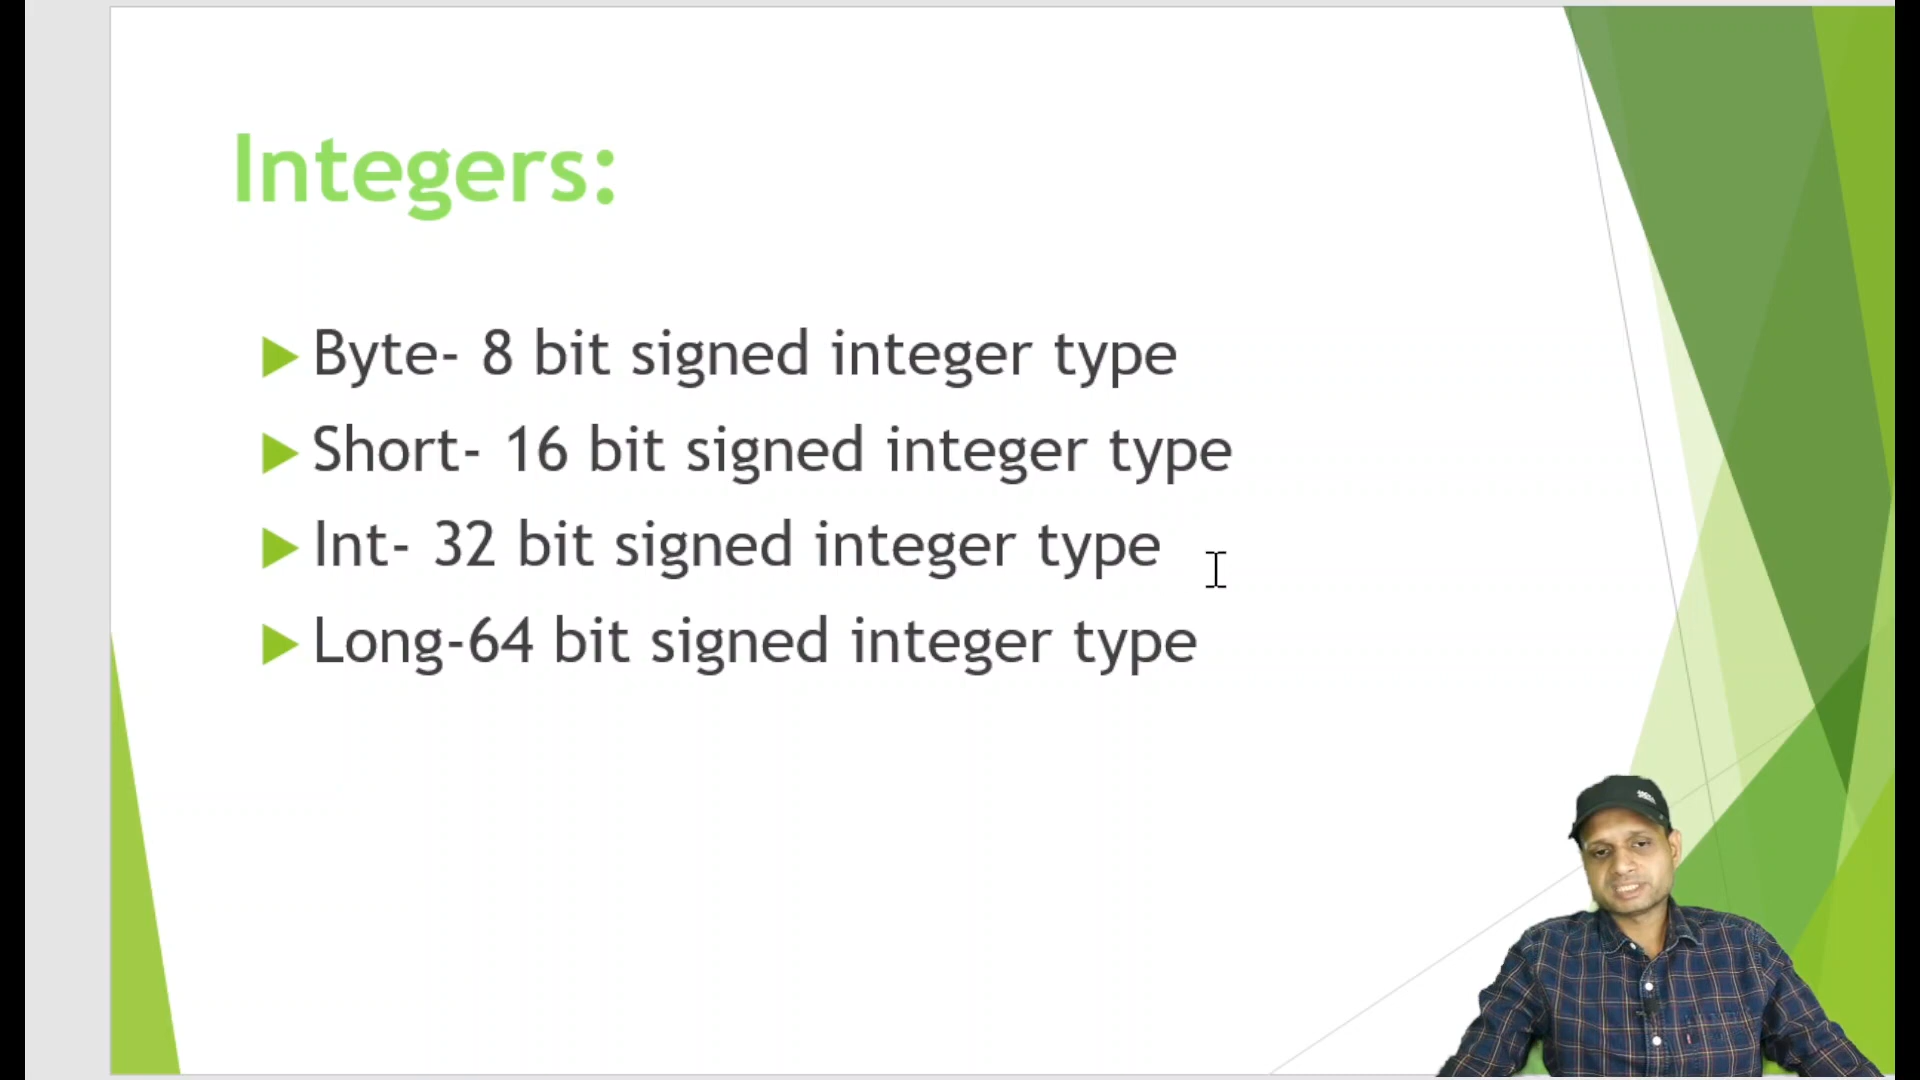 Integers:
Byte- 8 bit signed integer type
Short- 16 bit signed integer type
Int- 32 bit signed integer type
Long-64 bit signed integer type